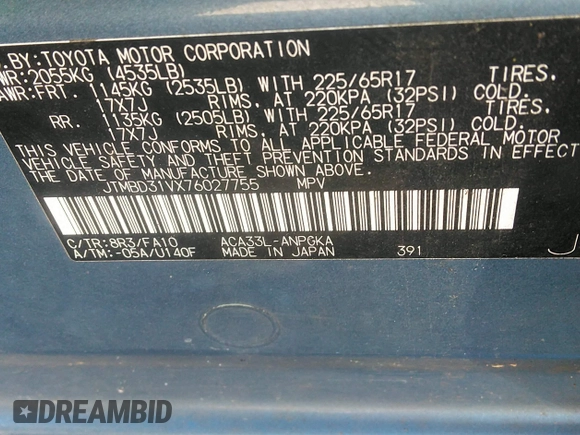 BY: TOYOTA MOTOR CORPORATION
WR: 2055KG (4535LB)
AWR: FRT. 1145KG (2535LB) WITH 225/65R17 TIRES.
17X7J RIMS, AT 220KPA (32PSI) COLD.
RR. 1135KG (2505LB) WITH 225/65R17 TIRES.
17X7J RIMS, AT 220KPA (32PSI) COLD.
THIS VEHICLE CONFORMS TO ALL APPLICABLE FEDERAL MOTOR
VEHICLE SAFETY AND THEFT PREVENTION STANDARDS IN EFFECT
THE DATE OF MANUFACTURE SHOWN ABOVE.
JTMBD31VX76027755 MPV
C/TR: 8R3/FA10 ACA33L-ANPGKA
A/TM: -05A/U140F MADE IN JAPAN 391 J
DREAMBID